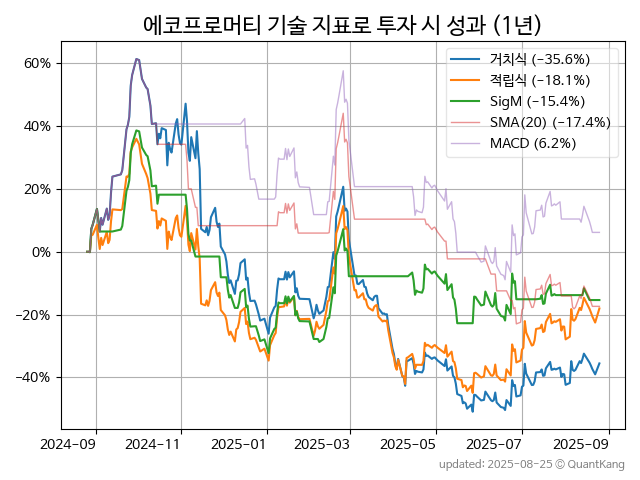 에코프로머티 기술 지표로 투자 시 성과 (1년)
거치식 (−35.6%)
적립식 (−18.1%)
SigM (−15.4%)
SMA(20) (−17.4%)
MACD (6.2%)
60%
40%
20%
0%
−20%
−40%
2024−09 2024−11 2025−01 2025−03 2025−05 2025−07 2025−09
updated: 2025-08-25 ⓒ QuantKang